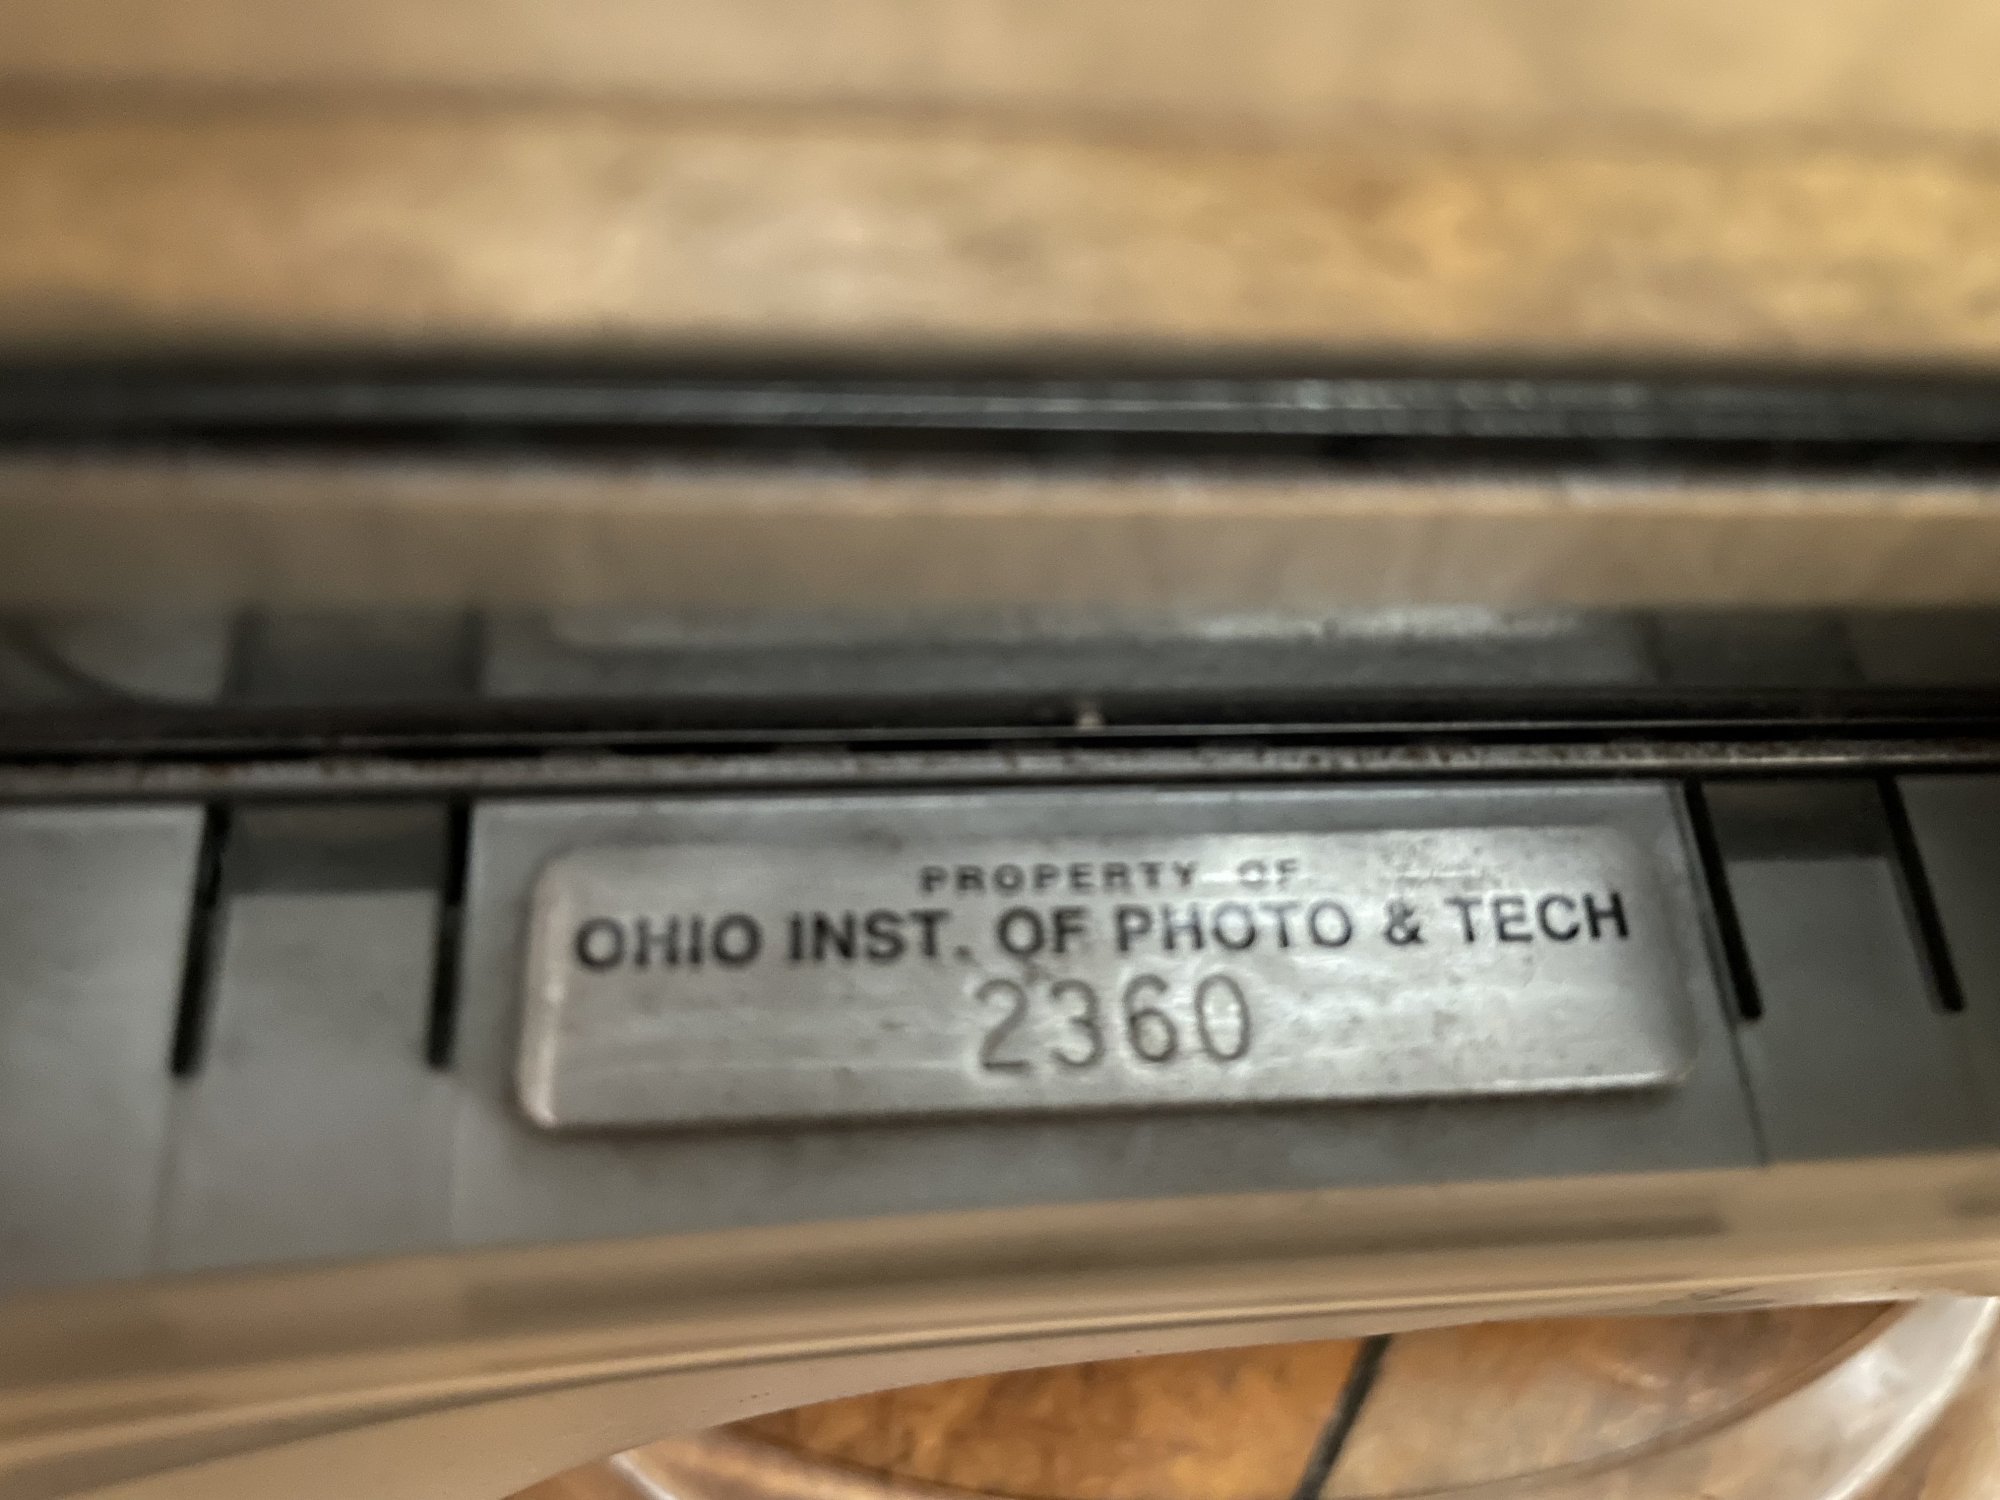 PROPERTY OF
OHIO INST. OF PHOTO & TECH
2360